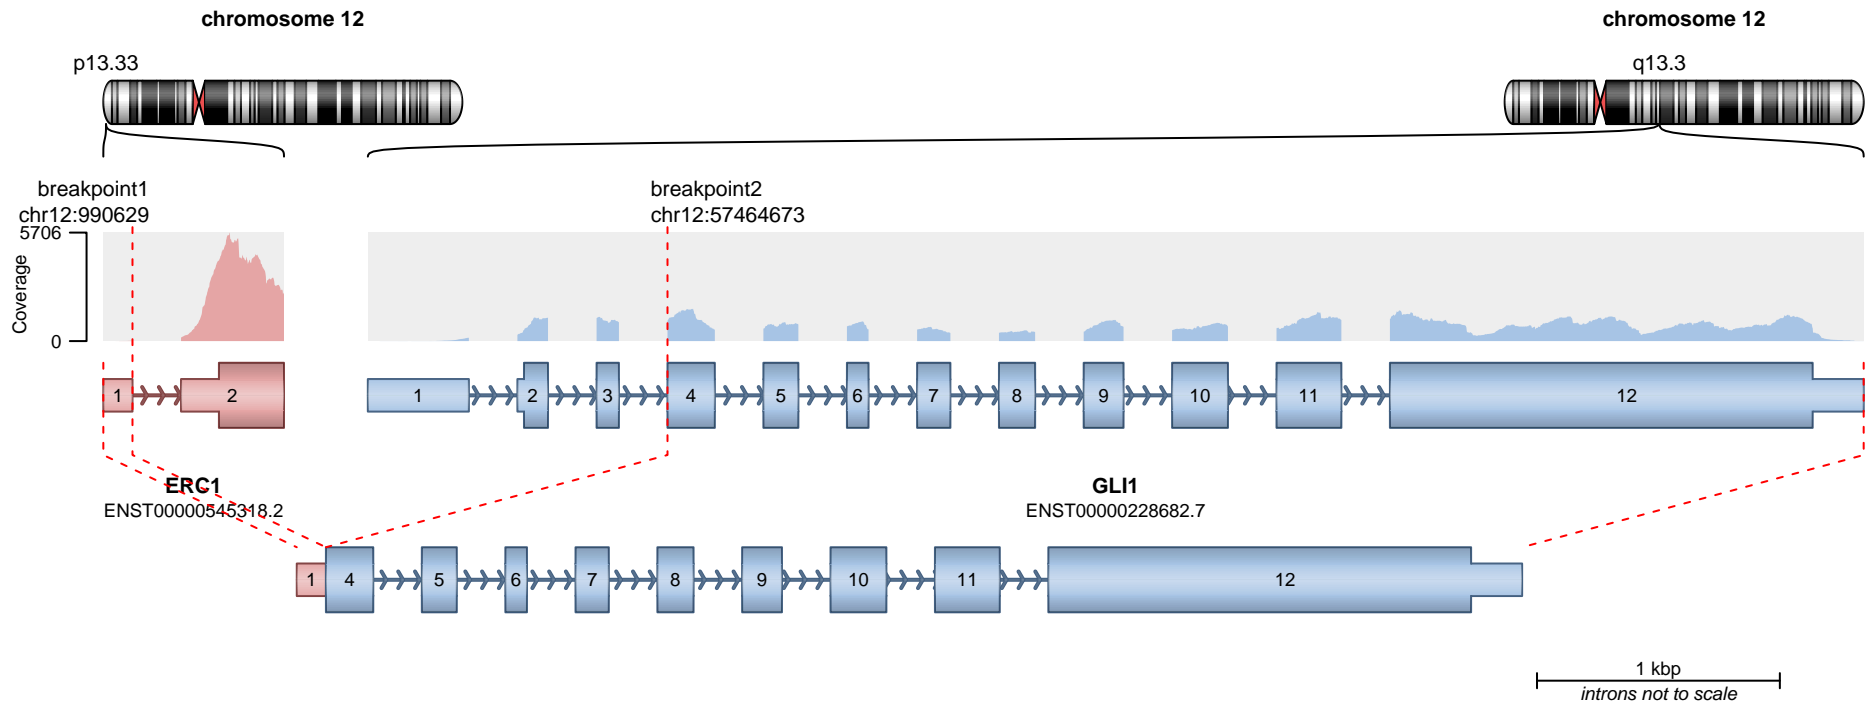 chromosome 12
chromosome 12
p13.33
q13.3
breakpoint1
chr12:990629
breakpoint2
chr12:57464673
5706
Coverage
0
1 2 1 2 3 4 5 6 7 8 9 10 11 12
ERC1
ENST00000545318.2
GLI1
ENST00000228682.7
1 4 5 6 7 8 9 10 11 12
1 kbp
introns not to scale